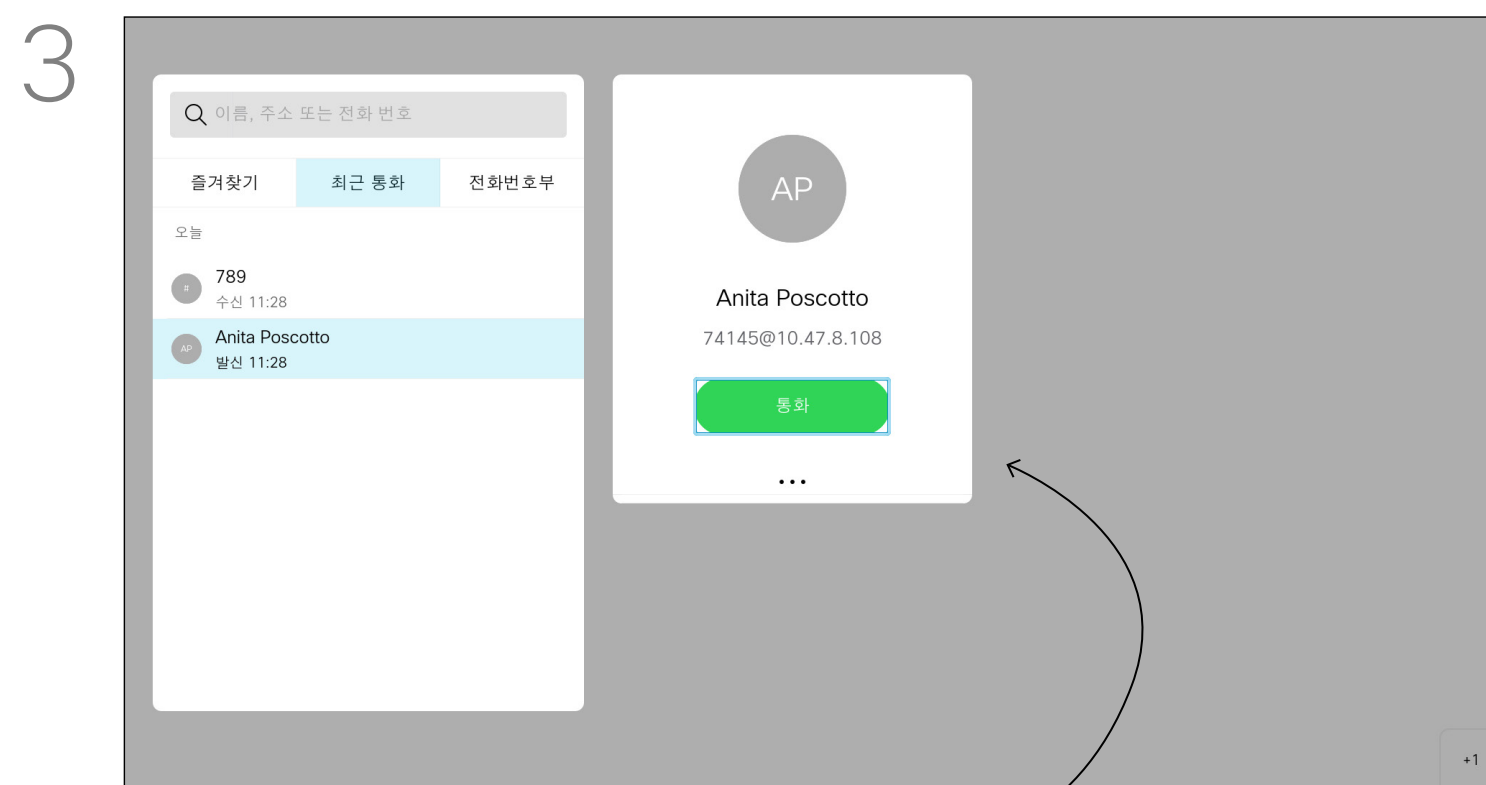 3
이름, 주소 또는 전화 번호
즐겨찾기 최근 통화 전화번호부
오늘
#
789
수신 11:28
AP
Anita Poscotto
발신 11:28
AP
Anita Poscotto
74145@10.47.8.108
통화
...
+1